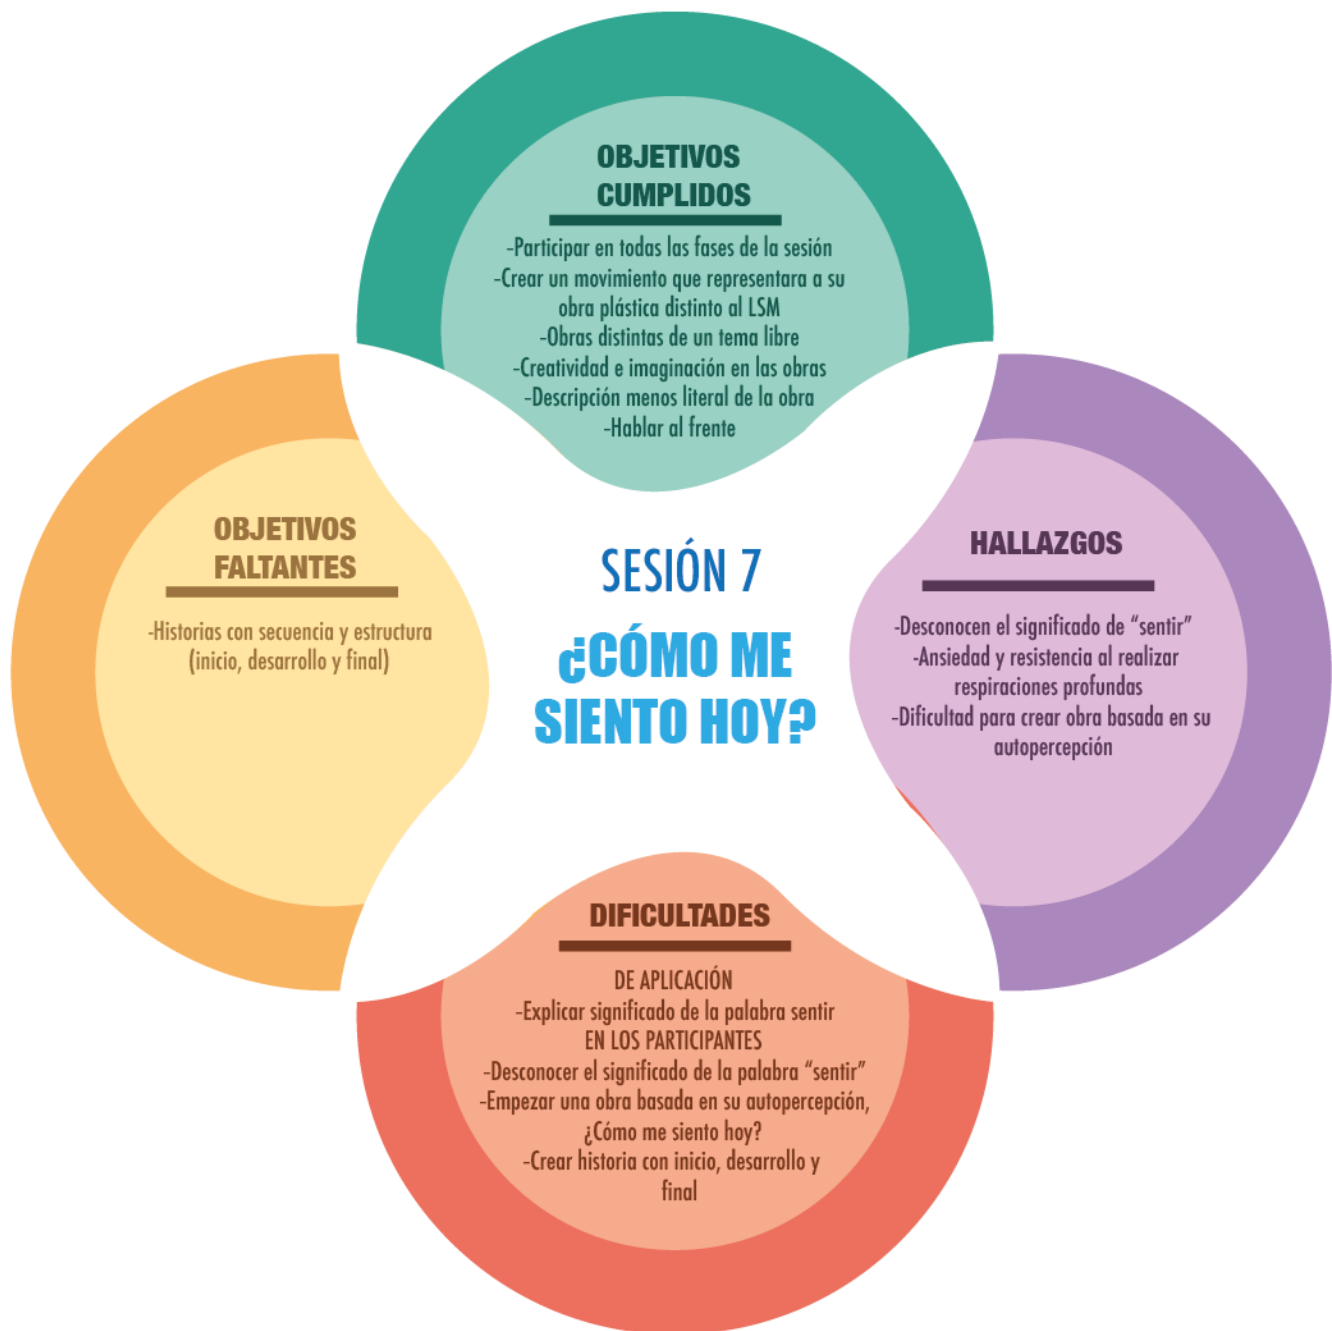 OBJETIVOS
CUMPLIDOS
-Participar en todas las fases de la sesión
-Crear un movimiento que representara a su
obra plástica distinto al LSM
-Obras distintas de un tema libre
-Creatividad e imaginación en las obras
-Descripción menos literal de la obra
-Hablar al frente
OBJETIVOS
FALTANTES
-Historias con secuencia y estructura
(inicio, desarrollo y final)
SESIÓN 7
¿CÓMO ME
SIENTO HOY?
HALLAZGOS
-Desconocen el significado de “sentir”
-Ansiedad y resistencia al realizar
respiraciones profundas
-Dificultad para crear obra basada en su
autopercepción
DIFICULTADES
DE APLICACIÓN
-Explicar significado de la palabra sentir
EN LOS PARTICIPANTES
-Desconocer el significado de la palabra “sentir”
-Empezar una obra basada en su autopercepción,
¿Cómo me siento hoy?
-Crear historia con inicio, desarrollo y
final